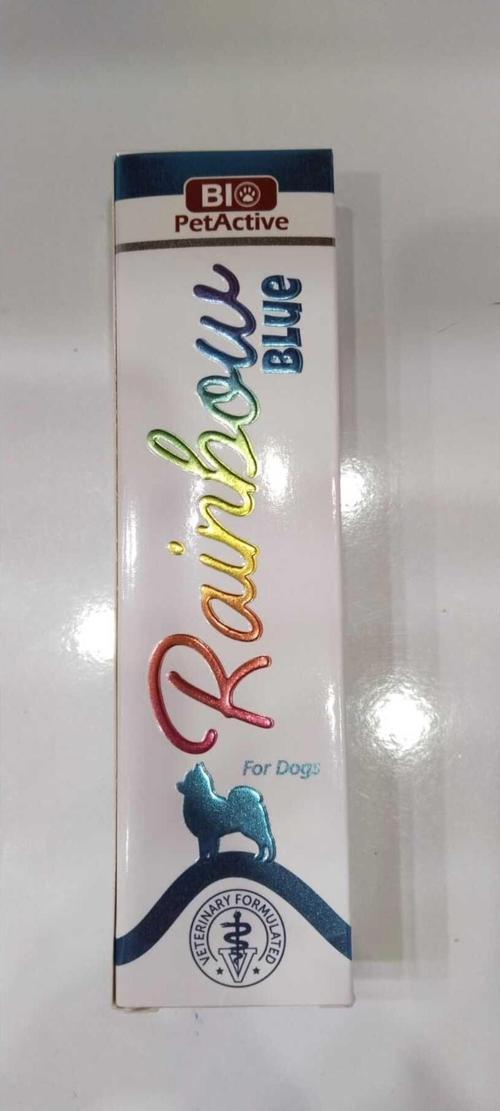 BIO
PetActive
Rainbow
BLUe
For Dogs
VETERINARY FORMULATED
V